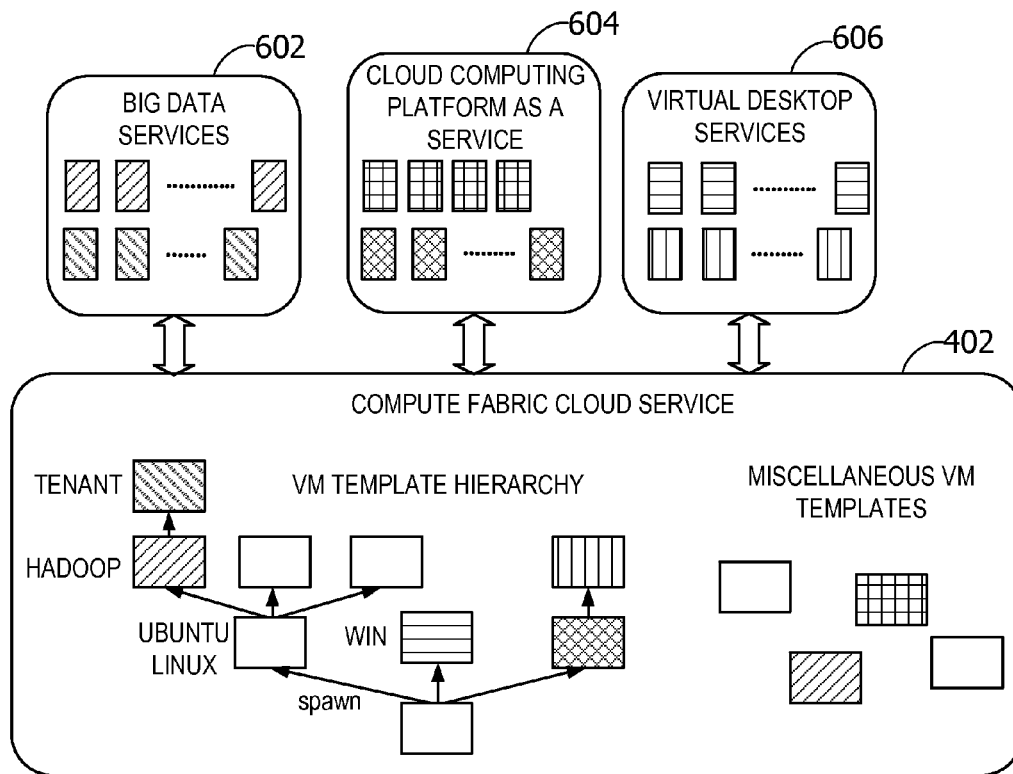 602
604
606
BIG DATA
SERVICES
CLOUD COMPUTING
PLATFORM AS A
SERVICE
VIRTUAL DESKTOP
SERVICES
402
COMPUTE FABRIC CLOUD SERVICE
TENANT
VM TEMPLATE HIERARCHY
MISCELLANEOUS VM
TEMPLATES
HADOOP
UBUNTU
LINUX
WIN
spawn